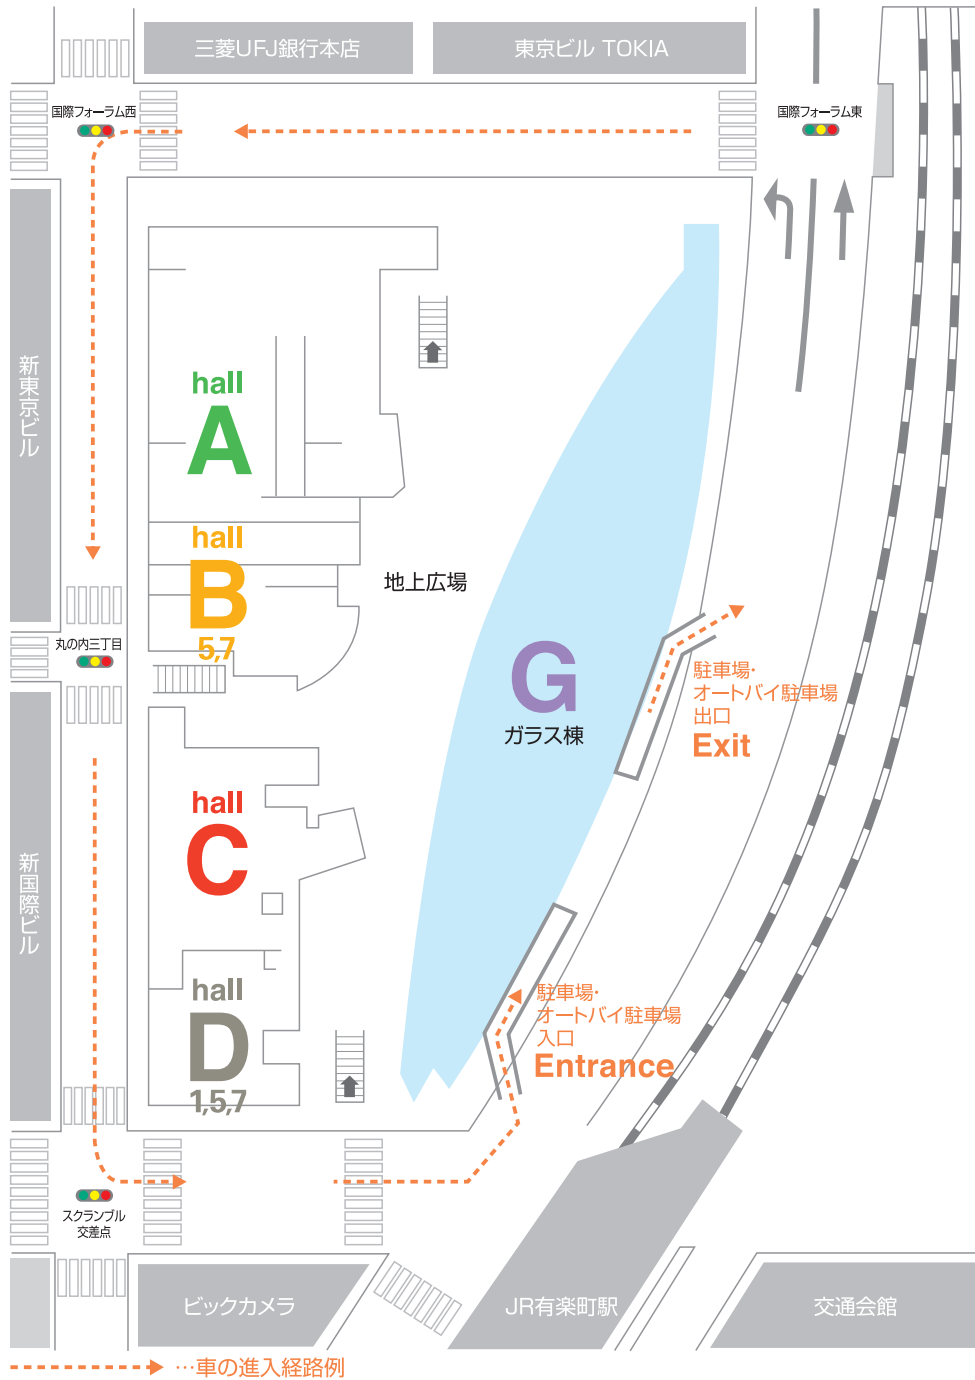 三菱UFJ銀行本店
東京ビル TOKIA
国際フォーラム西
国際フォーラム東
新東京ビル
hall
A
hall
B
5,7
地上広場
丸の内三丁目
G
ガラス棟
駐車場・
オートバイ駐車場
出口
Exit
hall
C
新国際ビル
hall
D
1,5,7
駐車場・
オートバイ駐車場
入口
Entrance
スクランブル
交差点
ビックカメラ
JR有楽町駅
交通会館
…車の進入経路例